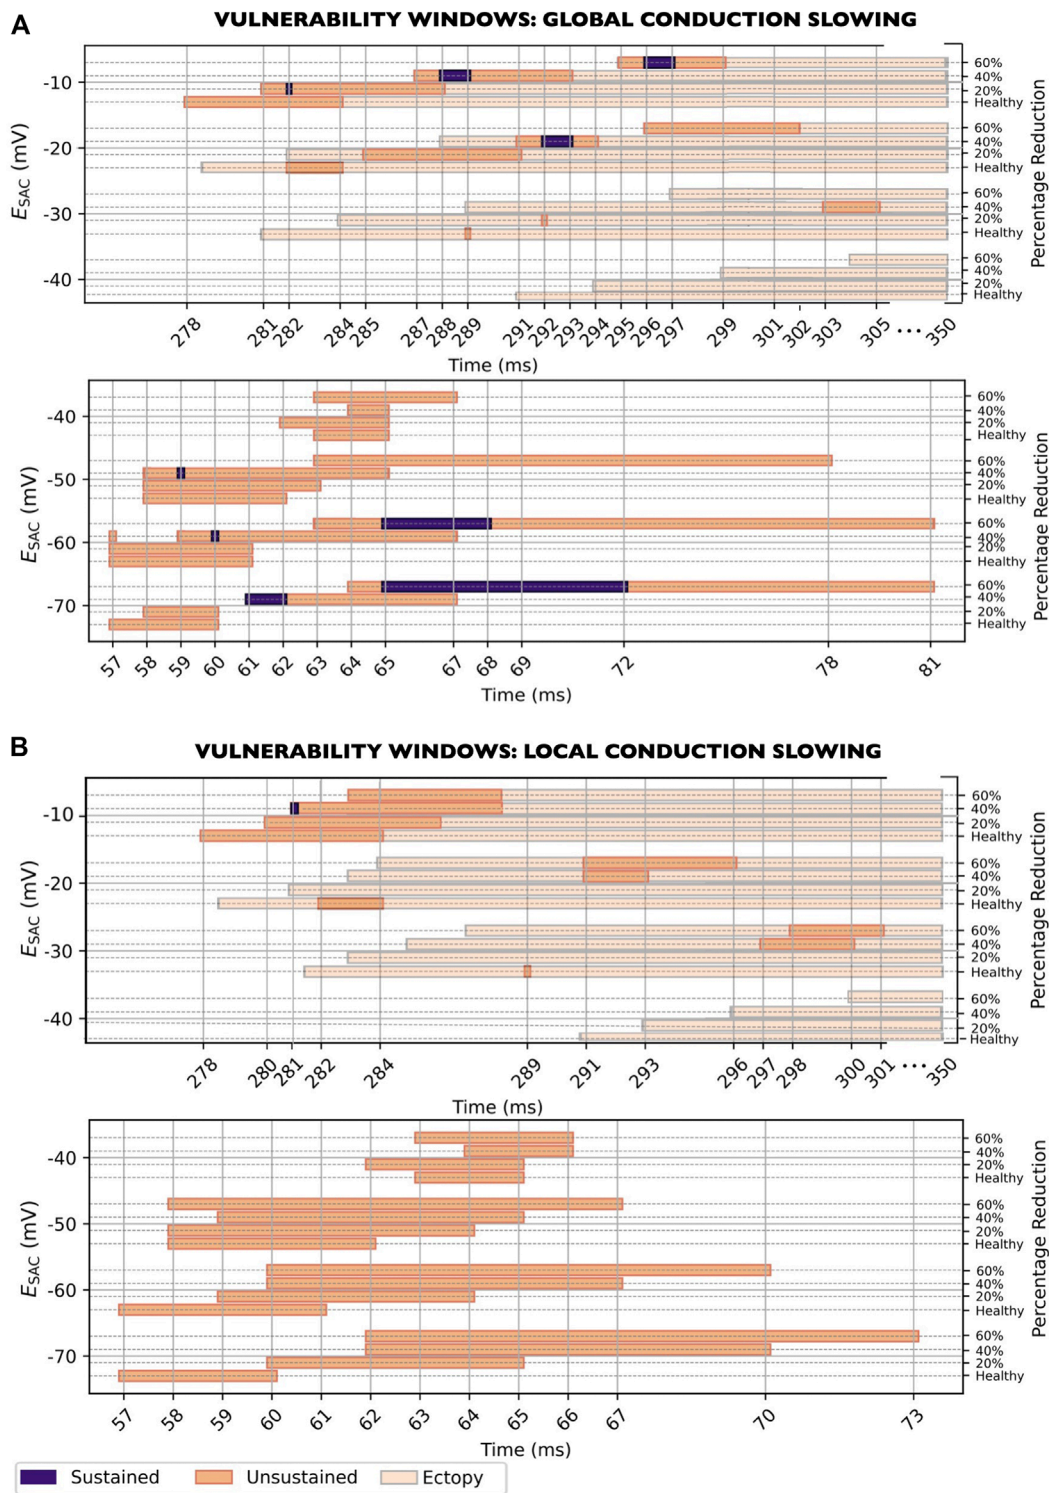 A
VULNERABILITY WINDOWS: GLOBAL CONDUCTION SLOWING
60%
40%
-10
20%
Healthy
60%
40%
-20
20%
Healthy
60%
40%
-30
20%
Healthy
60%
40%
-40
20%
Healthy
E_SAC (mV)
Percentage Reduction
278 281 282 284 285 287 288 289 291 292 293 294 295 296 297 299 301 302 303 305 ••• 350
Time (ms)
60%
-40
40%
20%
Healthy
60%
40%
-50
20%
Healthy
60%
40%
-60
20%
Healthy
60%
40%
-70
20%
Healthy
E_SAC (mV)
Percentage Reduction
57 58 59 60 61 62 63 64 65 67 68 69 72 78 81
Time (ms)
B
VULNERABILITY WINDOWS: LOCAL CONDUCTION SLOWING
60%
40%
-10
20%
Healthy
60%
40%
-20
20%
Healthy
60%
40%
-30
20%
Healthy
60%
40%
-40
20%
Healthy
E_SAC (mV)
Percentage Reduction
278 280 281 282 284 289 291 293 296 297 298 300 301 ••• 350
Time (ms)
60%
40%
-40
20%
Healthy
60%
40%
-50
20%
Healthy
60%
40%
-60
20%
Healthy
60%
40%
-70
20%
Healthy
E_SAC (mV)
Percentage Reduction
57 58 59 60 61 62 63 64 65 66 67 70 73
Time (ms)
Sustained Unsustained Ectopy